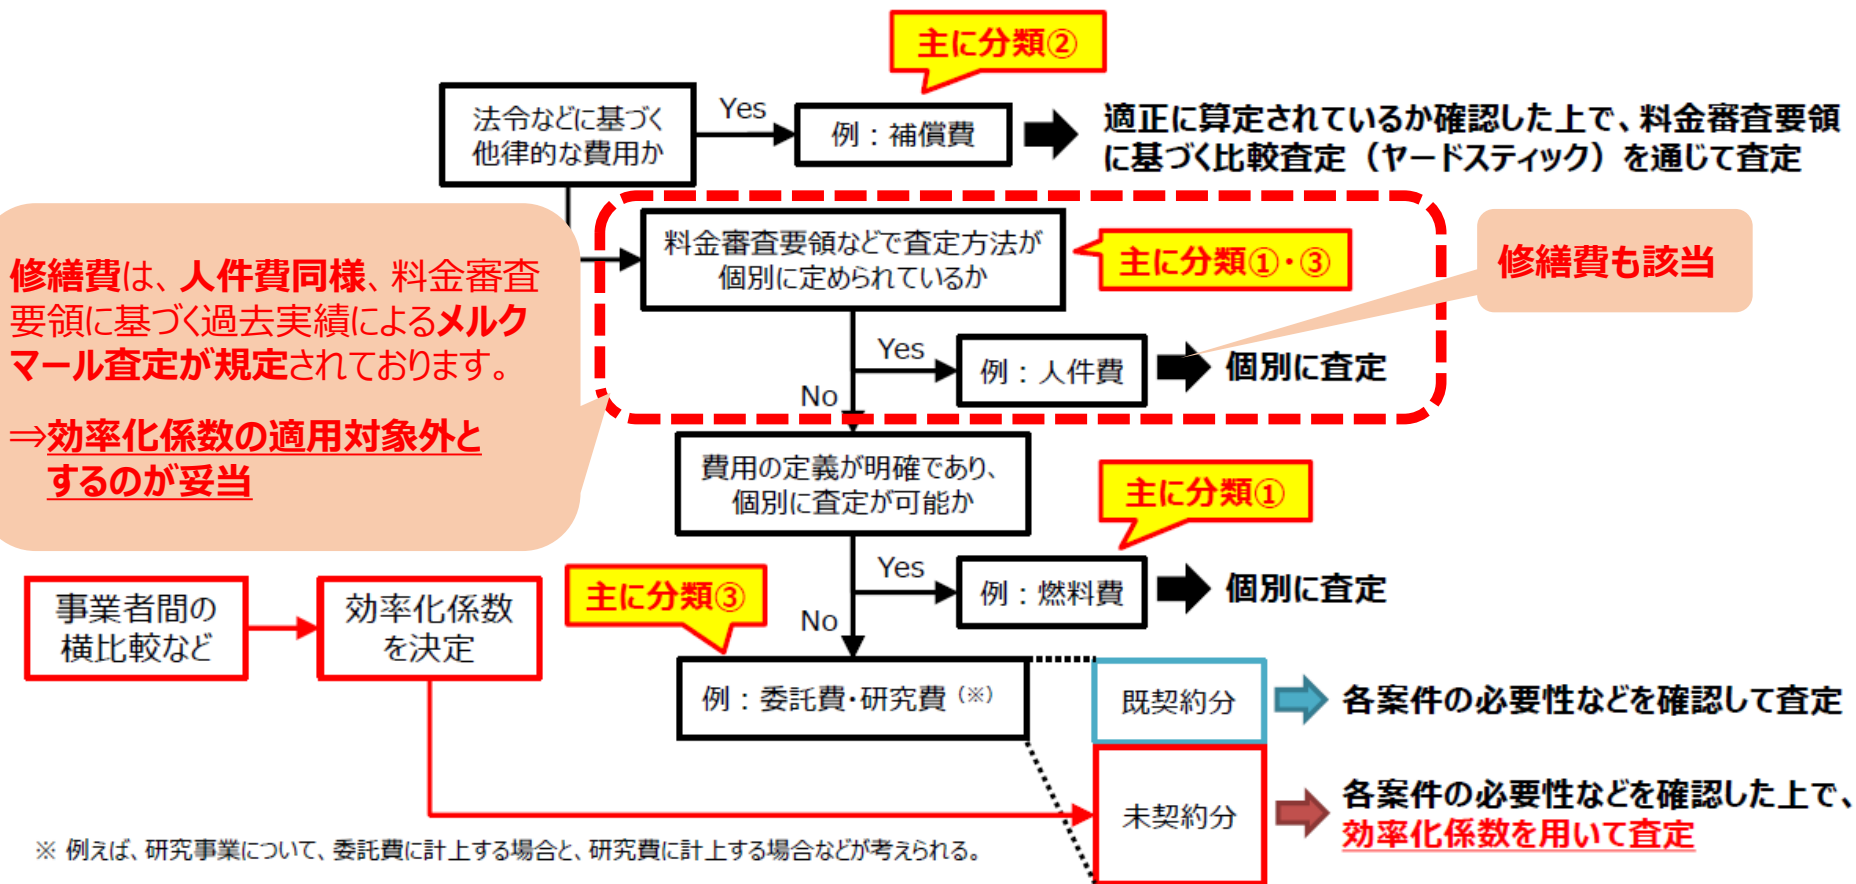 主に分類②
法令などに基づく
他律的な費用か
Yes
例：補償費
適正に算定されているか確認した上で、料金審査要領
に基づく比較査定（ヤードスティック）を通じて査定
修繕費は、人件費同様、料金審査
要領に基づく過去実績によるメルク
マール査定が規定されております。
⇒効率化係数の適用対象外と
するのが妥当
料金審査要領などで査定方法が
個別に定められているか
主に分類①・③
修繕費も該当
Yes
例：人件費
個別に査定
No
費用の定義が明確であり、
個別に査定が可能か
主に分類①
Yes
例：燃料費
個別に査定
No
主に分類③
事業者間の
横比較など
効率化係数
を決定
例：委託費・研究費（※）
既契約分
各案件の必要性などを確認して査定
未契約分
各案件の必要性などを確認した上で、
効率化係数を用いて査定
※ 例えば、研究事業について、委託費に計上する場合と、研究費に計上する場合などが考えられる。